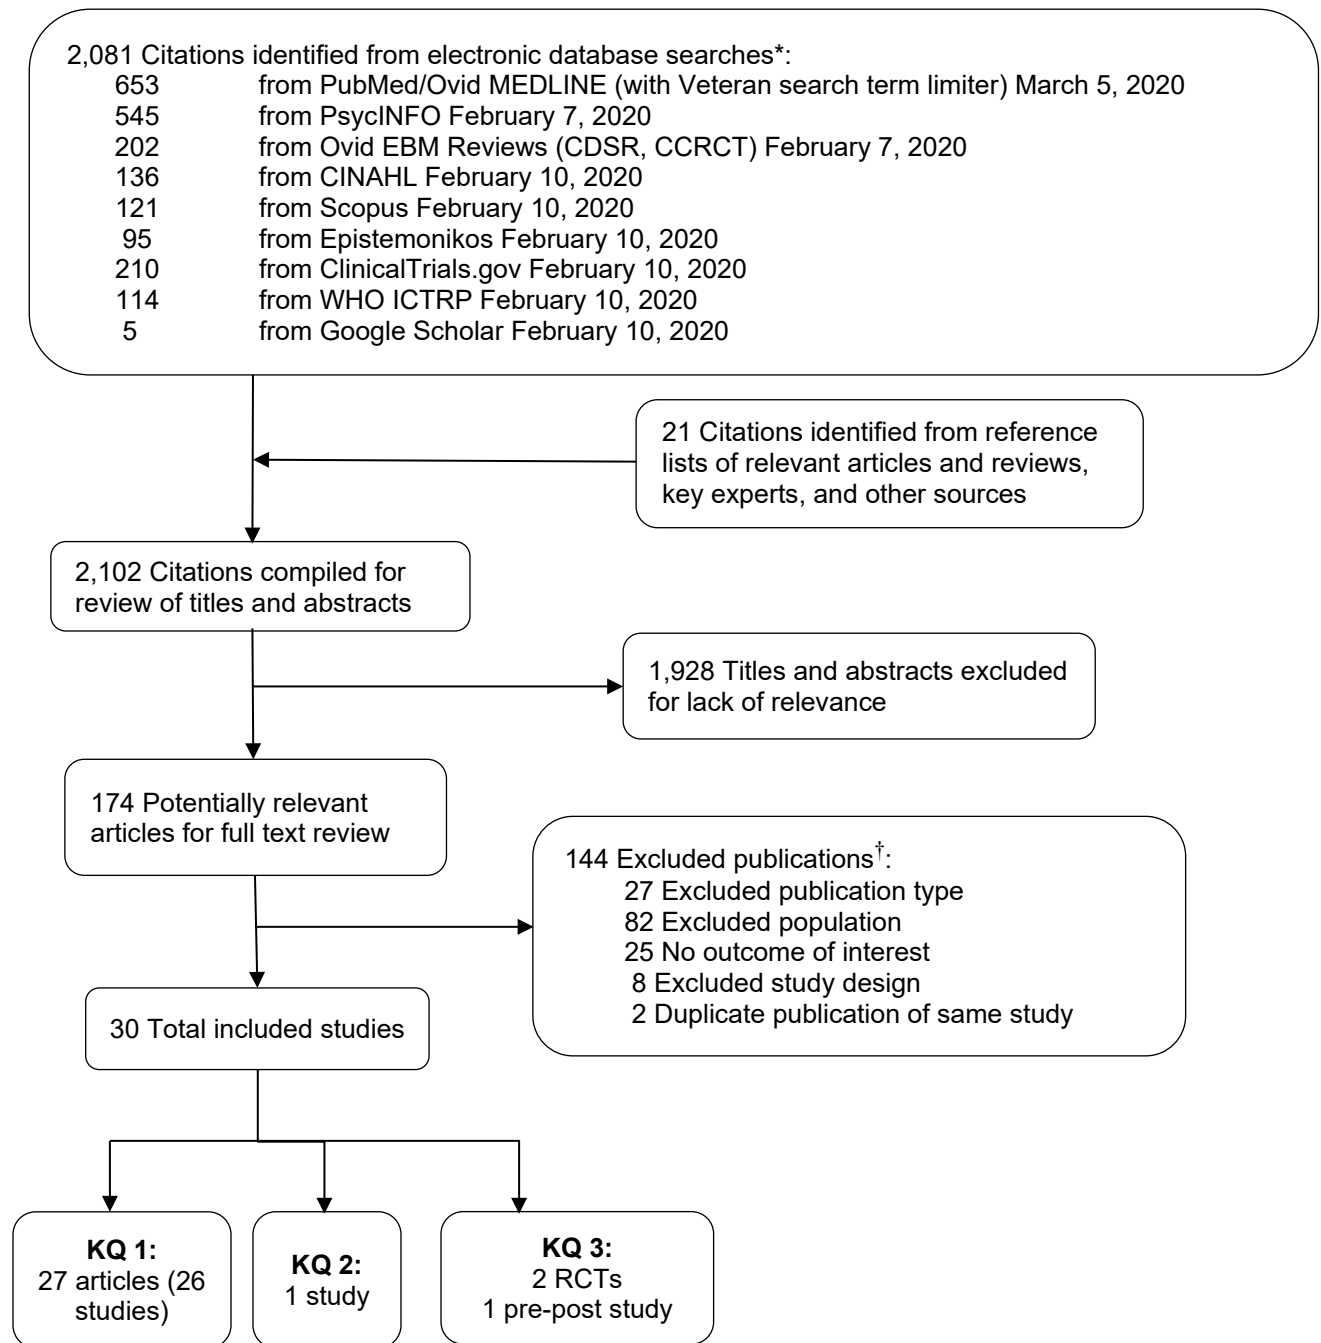 2,081 Citations identified from electronic database searches*:
653 from PubMed/Ovid MEDLINE (with Veteran search term limiter) March 5, 2020
545 from PsycINFO February 7, 2020
202 from Ovid EBM Reviews (CDSR, CCRCT) February 7, 2020
136 from CINAHL February 10, 2020
121 from Scopus February 10, 2020
95 from Epistemonikos February 10, 2020
210 from ClinicalTrials.gov February 10, 2020
114 from WHO ICTRP February 10, 2020
5 from Google Scholar February 10, 2020
21 Citations identified from reference
lists of relevant articles and reviews,
key experts, and other sources
2,102 Citations compiled for
review of titles and abstracts
1,928 Titles and abstracts excluded
for lack of relevance
174 Potentially relevant
articles for full text review
144 Excluded publications†:
27 Excluded publication type
82 Excluded population
25 No outcome of interest
8 Excluded study design
2 Duplicate publication of same study
30 Total included studies
KQ 1:
27 articles (26
studies)
KQ 2:
1 study
KQ 3:
2 RCTs
1 pre-post study